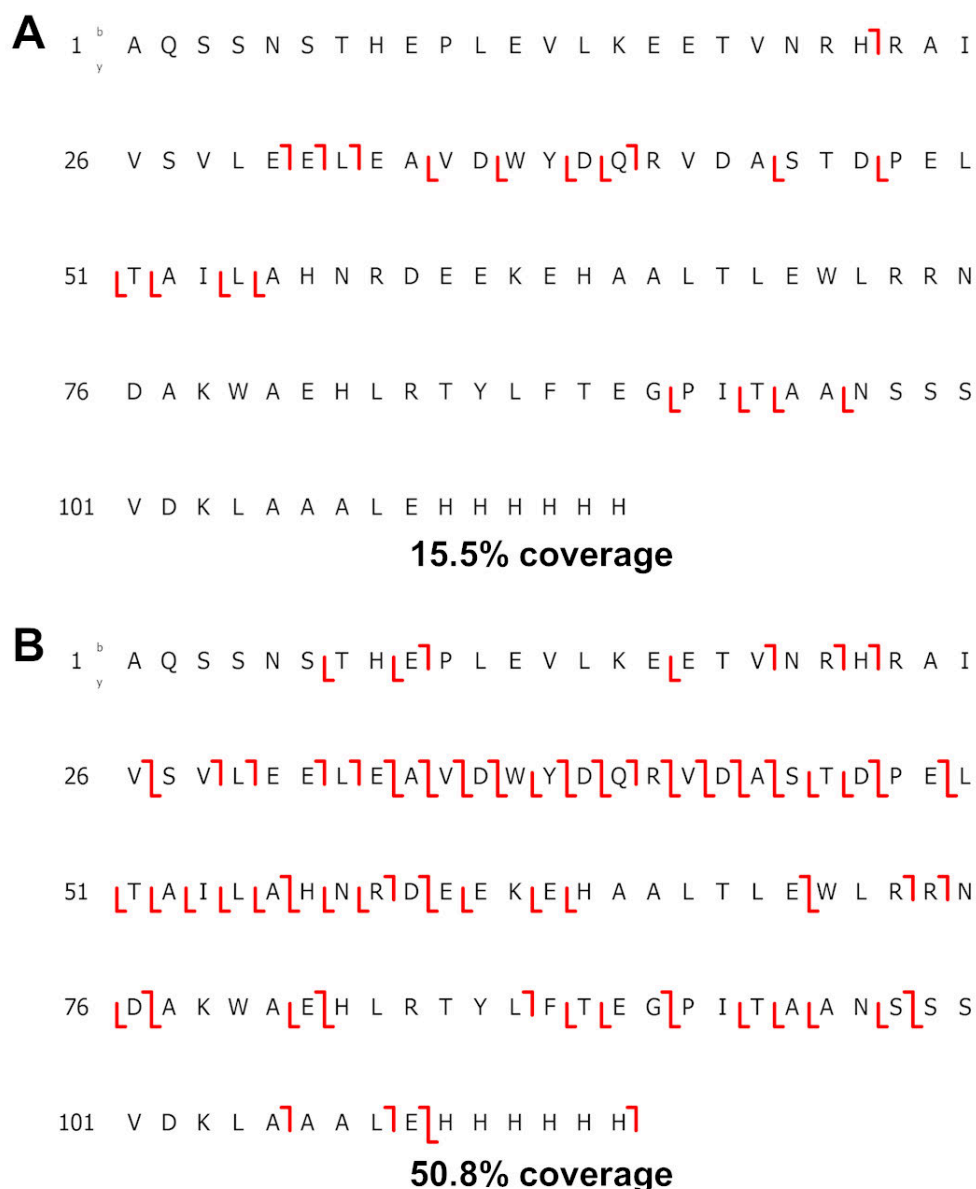 A
1 b y A Q S S N S T H E P L E V L K E E T V N R H R A I
26 V S V L E E L E A V D W Y D Q R V D A S T D P E L
51 T A I L A H N R D E E K E H A A L T L E W L R R N
76 D A K W A E H L R T Y L F T E G P I T A A N S S S
101 V D K L A A A L E H H H H H H
15.5% coverage
B
1 b y A Q S S N S T H E P L E V L K E E T V N R H R A I
26 V S V L E E L E A V D W Y D Q R V D A S T D P E L
51 T A I L A H N R D E E K E H A A L T L E W L R R N
76 D A K W A E H L R T Y L F T E G P I T A A N S S S
101 V D K L A A A L E H H H H H H
50.8% coverage